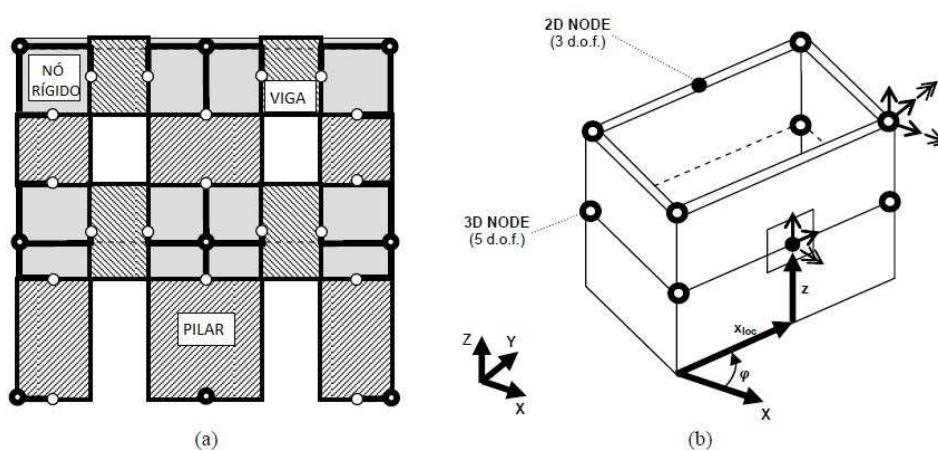 NÓ
RÍGIDO
VIGA
PILAR
(a)
2D NODE
(3 d.o.f.)
3D NODE
(5 d.o.f.)
z
x_loc
φ
X
Z
Y
X
(b)